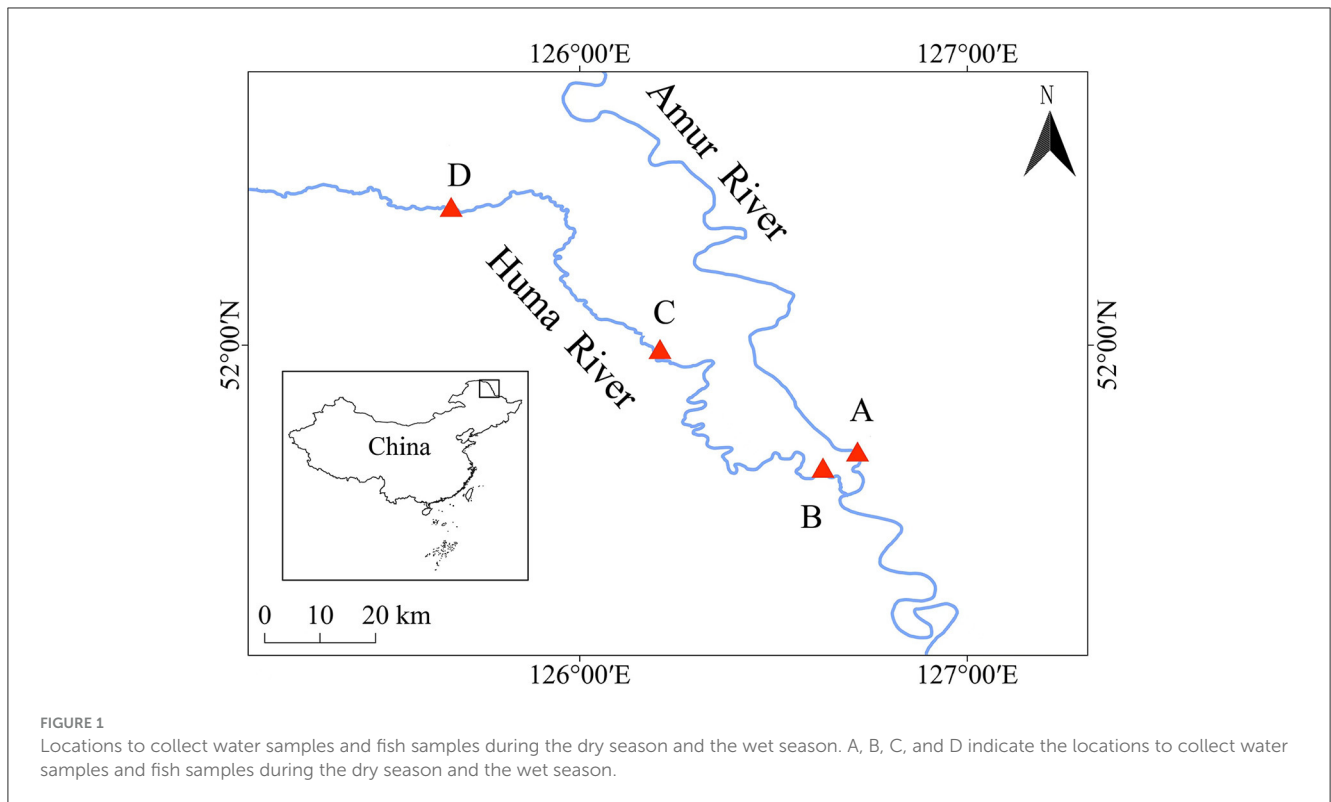 126°00′E 127°00′E
N
Amur River
D
Huma River
C
52°00′N 52°00′N
A
China
B
0 10 20 km
126°00′E 127°00′E
FIGURE 1
Locations to collect water samples and fish samples during the dry season and the wet season. A, B, C, and D indicate the locations to collect water
samples and fish samples during the dry season and the wet season.